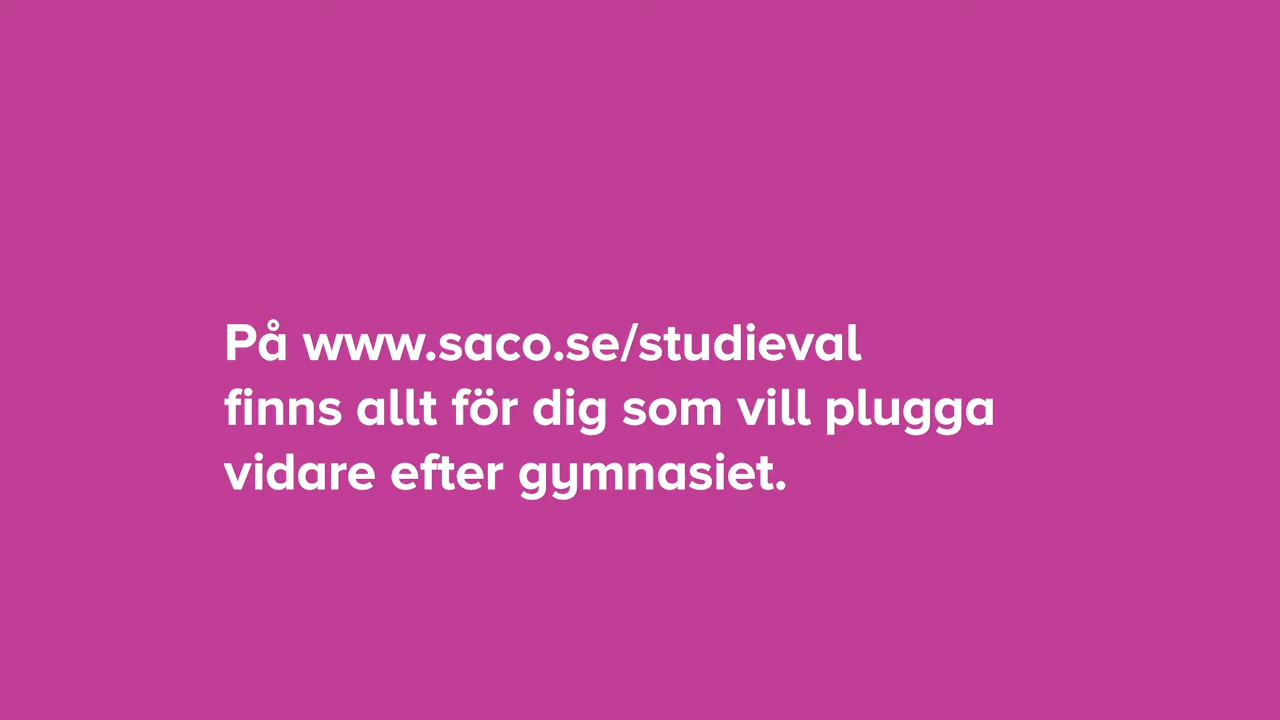 På www.saco.se/studieval
finns allt för dig som vill plugga
vidare efter gymnasiet.